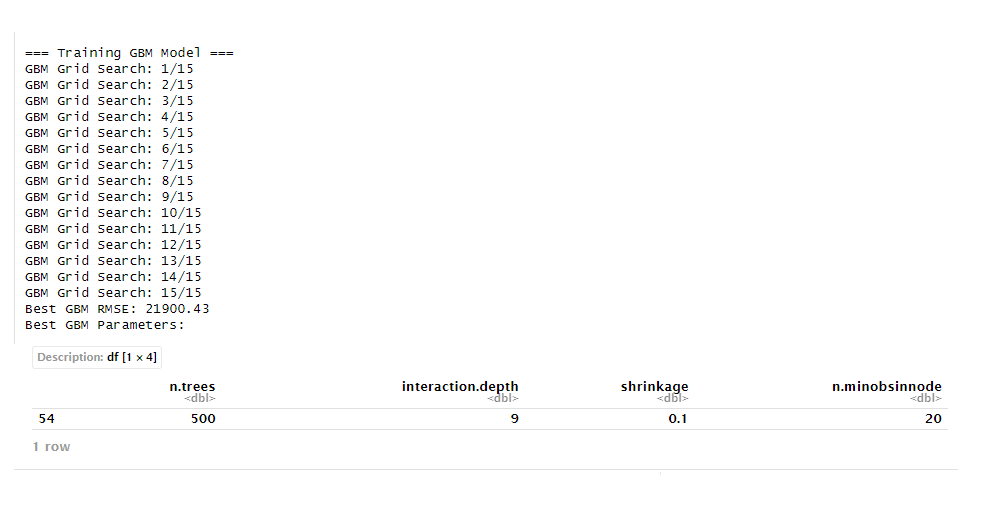 === Training GBM Model ===
GBM Grid Search: 1/15
GBM Grid Search: 2/15
GBM Grid Search: 3/15
GBM Grid Search: 4/15
GBM Grid Search: 5/15
GBM Grid Search: 6/15
GBM Grid Search: 7/15
GBM Grid Search: 8/15
GBM Grid Search: 9/15
GBM Grid Search: 10/15
GBM Grid Search: 11/15
GBM Grid Search: 12/15
GBM Grid Search: 13/15
GBM Grid Search: 14/15
GBM Grid Search: 15/15
Best GBM RMSE: 21900.43
Best GBM Parameters:
Description: df [1 × 4]
n.trees interaction.depth shrinkage n.minobsinnode
<dbl> <dbl> <dbl> <dbl>
54 500 9 0.1 20
1 row